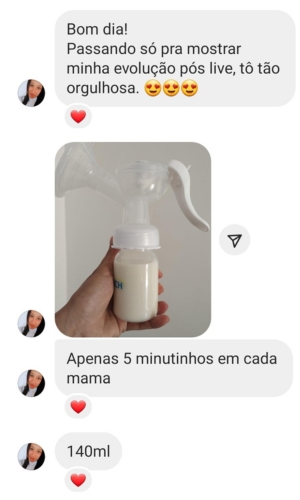 Bom dia!
Passando só pra mostrar
minha evolução pós live, tô tão
orgulhosa. 😍😍😍
Apenas 5 minutinhos em cada
mama
140ml